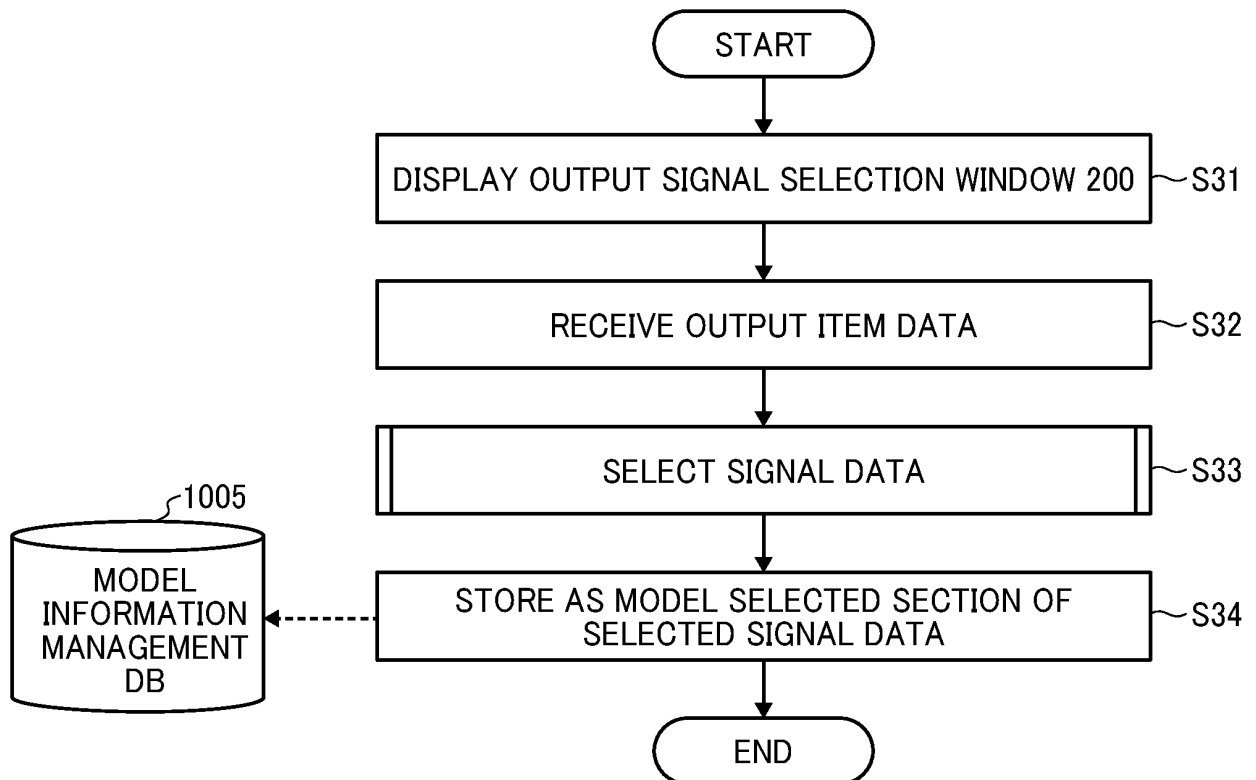 START
DISPLAY OUTPUT SIGNAL SELECTION WINDOW 200
S31
RECEIVE OUTPUT ITEM DATA
S32
SELECT SIGNAL DATA
S33
1005
MODEL
INFORMATION
MANAGEMENT
DB
STORE AS MODEL SELECTED SECTION OF
SELECTED SIGNAL DATA
S34
END